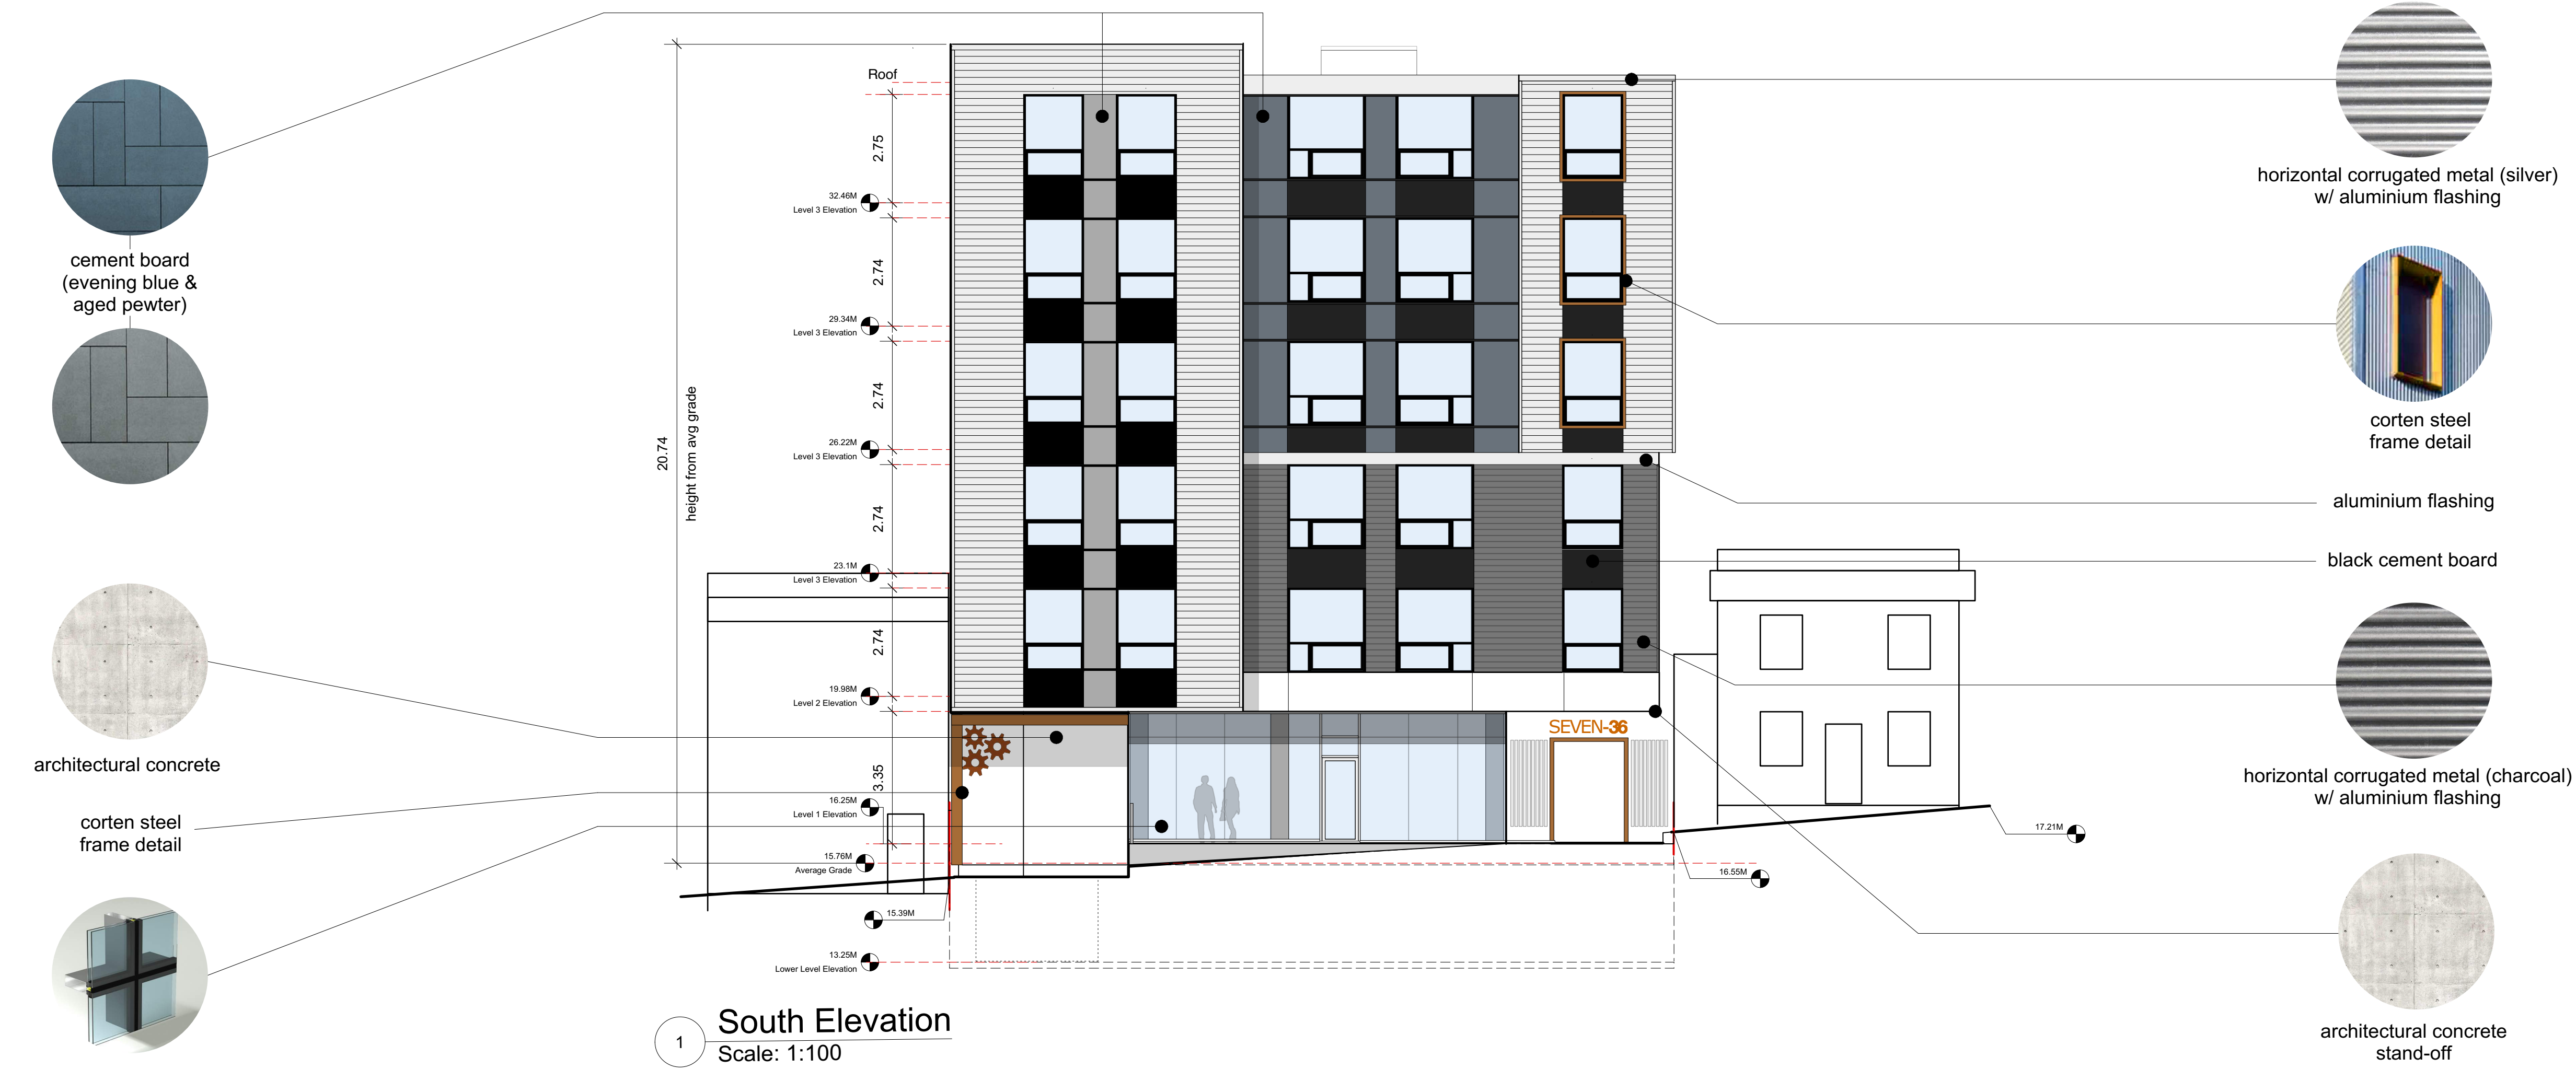 cement board
(evening blue &
aged pewter)
architectural concrete
corten steel
frame detail
20.74
height from avg grade
Roof
2.75
32.46M
Level 3 Elevation
2.74
29.34M
Level 3 Elevation
2.74
26.22M
Level 3 Elevation
2.74
23.1M
Level 3 Elevation
2.74
19.98M
Level 2 Elevation
3.35
16.25M
Level 1 Elevation
15.76M
Average Grade
15.39M
13.25M
Lower Level Elevation
SEVEN-36
16.55M
17.21M
horizontal corrugated metal (silver)
w/ aluminium flashing
corten steel
frame detail
aluminium flashing
black cement board
horizontal corrugated metal (charcoal)
w/ aluminium flashing
architectural concrete
stand-off
1
South Elevation
Scale: 1:100